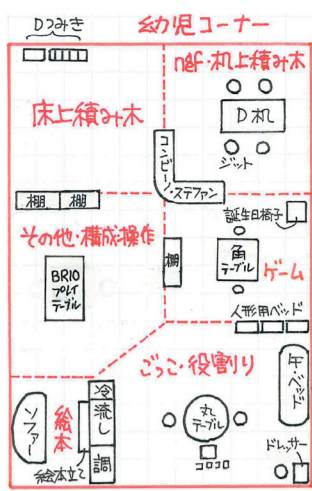 幼児コーナー
Dつみき
床上積み木
nef・机上積み木
D机
ジット
コンビー・ステファン
棚
棚
その他・構成・操作
BRIO
プレイ
テーブル
棚
誕生日椅子
角
テーブル
ゲーム
人形用ベッド
ごっこ・役割り
ソファー
絵本
冷
流し
調
絵本立て
丸
テーブル
コロコロ
ドレッサー